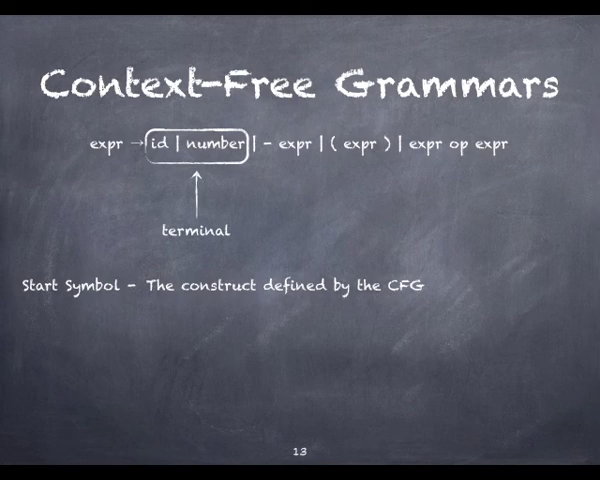 Context-Free Grammars
expr → id | number | - expr | ( expr ) | expr op expr
terminal
Start Symbol - The construct defined by the CFG
13